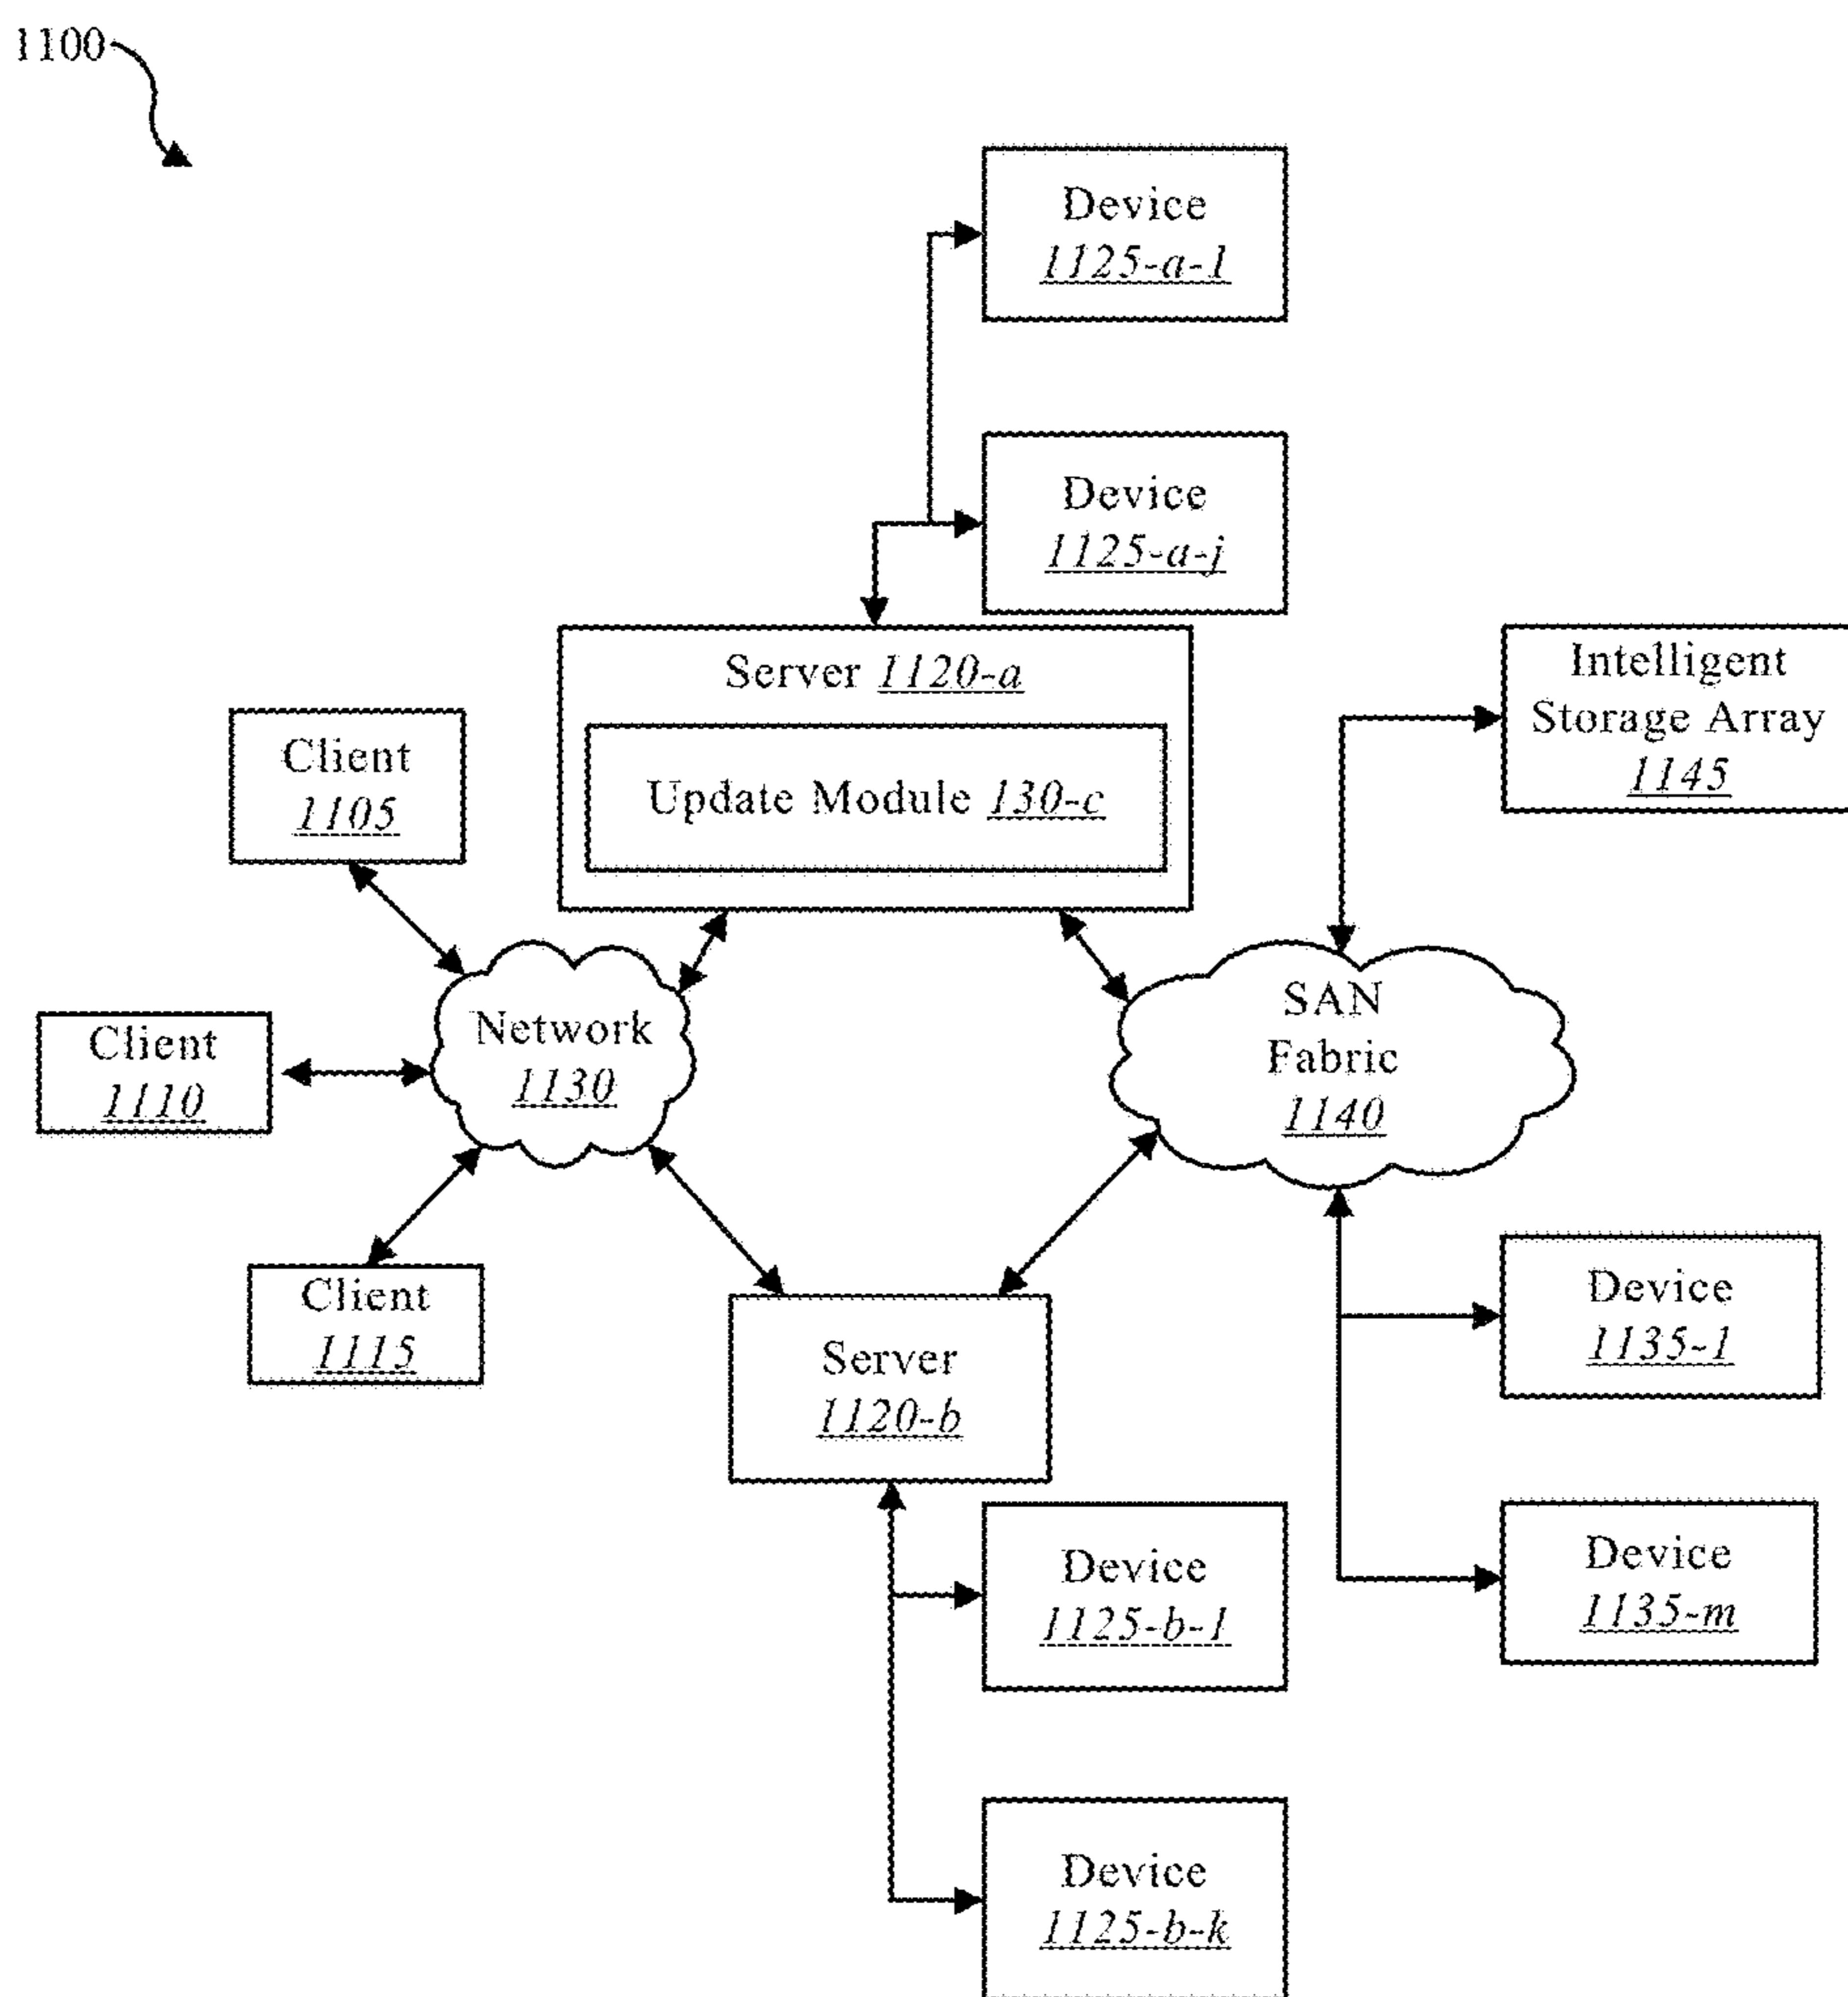 1100
Device
1125-a-1
Device
1125-a-j
Server 1120-a
Update Module 130-c
Intelligent
Storage Array
1145
Client
1105
Client
1110
Network
1130
SAN
Fabric
1140
Client
1115
Server
1120-b
Device
1135-1
Device
1135-m
Device
1125-b-1
Device
1125-b-k